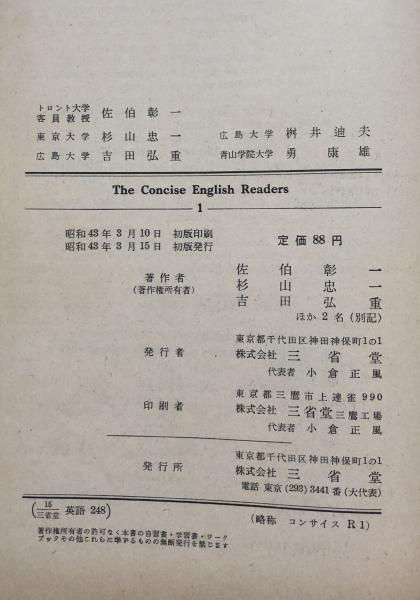 トロント大学
客員教授 佐伯彰一
東京大学 杉山忠一 広島大学 桝井迪夫
広島大学 吉田弘重 青山学院大学 勇康雄
The Concise English Readers
1
昭和43年3月10日 初版印刷
昭和43年3月15日 初版発行
定価88円
著作者 佐伯彰一
(著作権所有者) 杉山忠一
吉田弘重
ほか2名(別記)
東京都千代田区神田神保町1の1
発行者 株式会社 三省堂
代表者 小倉正風
東京都三鷹市上連雀990
印刷者 株式会社 三省堂三鷹工場
代表者 小倉正風
東京都千代田区神田神保町1の1
発行所 株式会社 三省堂
電話 東京(293)3441番(大代表)
(15 三省堂 英語248)
(略称 コンサイス R1)
著作権所有者の許可なく本書の自習書・学習書・ワーク
ブックその他これらに準ずるものの無断発行を禁じます